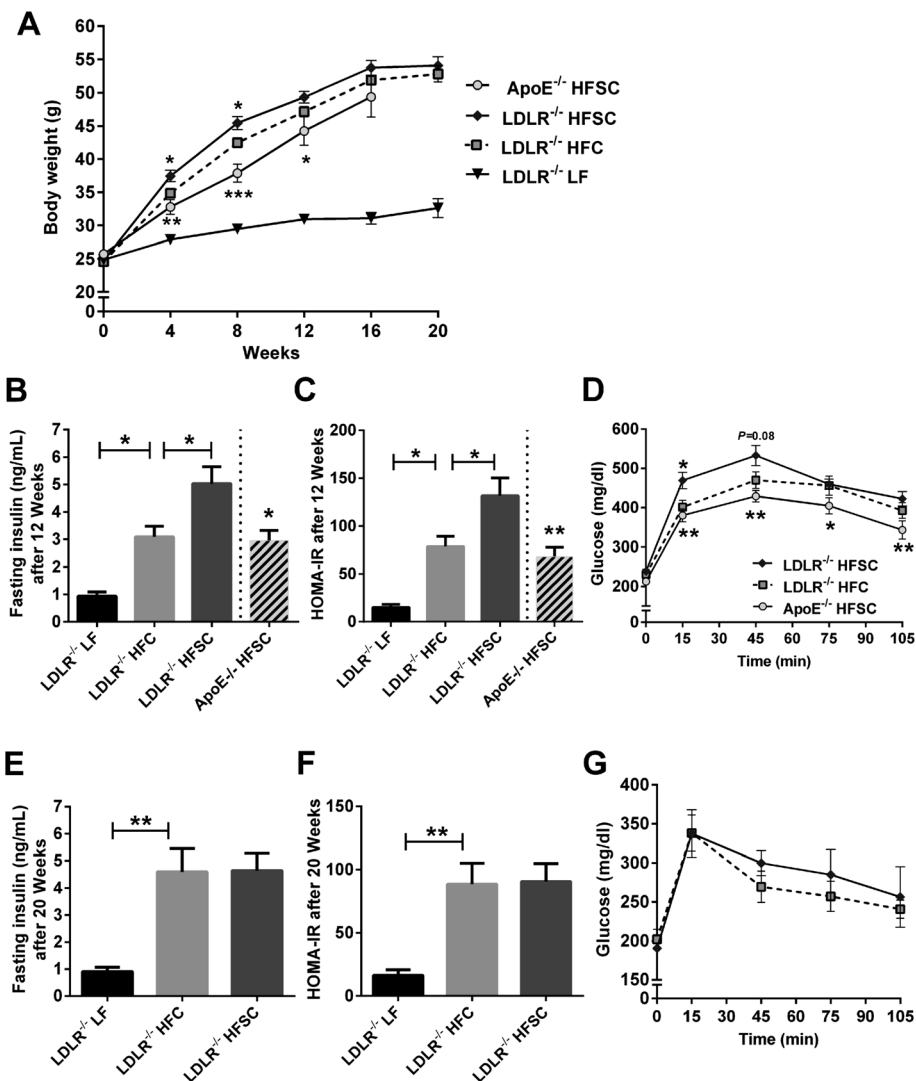 A
60
55
50
45
40
35
30
25
20
0
Body weight (g)
*
*
**
***
*
0 4 8 12 16 20
Weeks
ApoE-/- HFSC
LDLR-/- HFSC
LDLR-/- HFC
LDLR-/- LF
B
Fasting insulin (ng/mL)
after 12 Weeks
7
6
5
4
3
2
1
0
* * *
LDLR-/- LF
LDLR-/- HFC
LDLR-/- HFSC
ApoE-/- HFSC
C
HOMA-IR after 12 Weeks
200
150
100
50
0
* * **
LDLR-/- LF
LDLR-/- HFC
LDLR-/- HFSC
ApoE-/- HFSC
D
Glucose (mg/dl)
600
500
400
300
200
0
P=0.08
*
** ** * **
LDLR-/- HFSC
LDLR-/- HFC
ApoE-/- HFSC
0 15 45 75 105
Time (min)
E
Fasting insulin (ng/mL)
after 20 Weeks
7
6
5
4
3
2
1
0
**
LDLR-/- LF
LDLR-/- HFC
LDLR-/- HFSC
F
HOMA-IR after 20 Weeks
150
100
50
0
**
LDLR-/- LF
LDLR-/- HFC
LDLR-/- HFSC
G
Glucose (mg/dl)
400
350
300
250
200
150
0
0 15 45 75 105
Time (min)